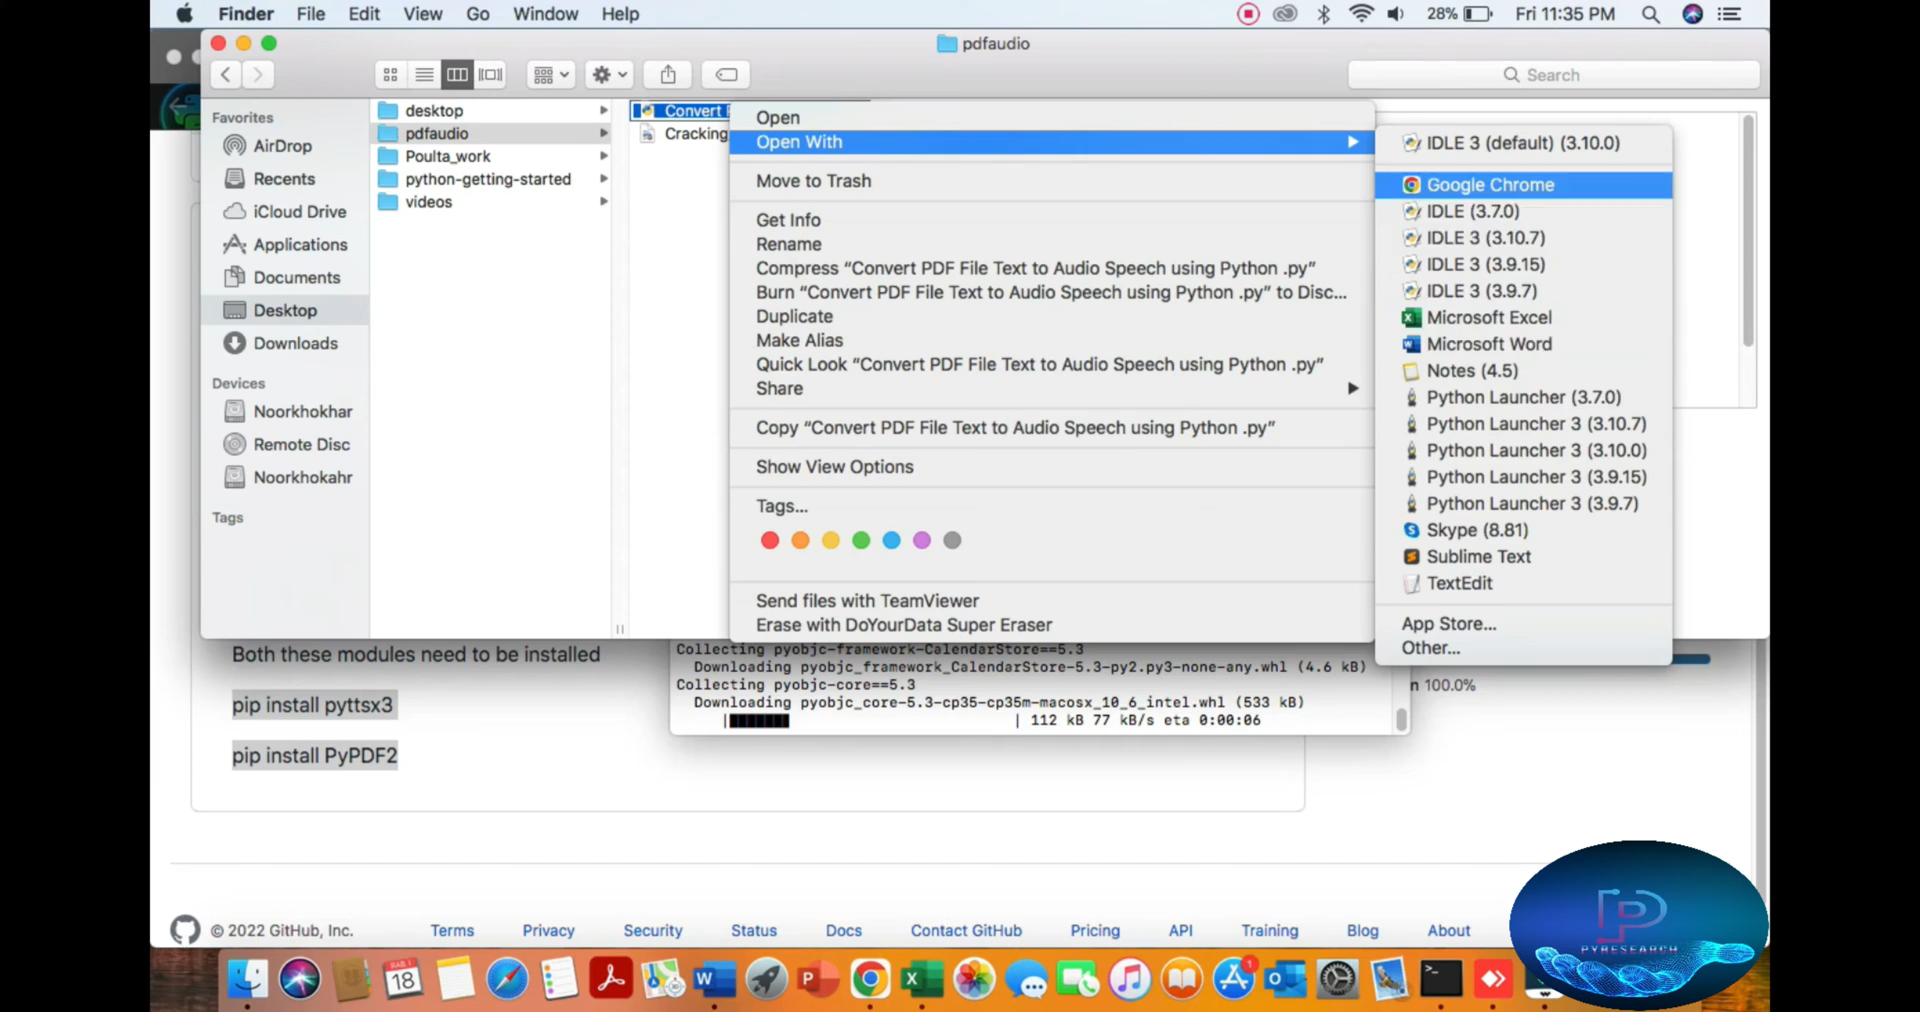 Finder File Edit View Go Window Help 28% Fri 11:35 PM
pdfaudio
Search
Favorites
AirDrop
Recents
iCloud Drive
Applications
Documents
Desktop
Downloads
Devices
Noorkhokhar
Remote Disc
Noorkhokahr
Tags
desktop
pdfaudio
Poulta_work
python-getting-started
videos
Convert
Cracking
Open
Open With
Move to Trash
Get Info
Rename
Compress “Convert PDF File Text to Audio Speech using Python .py”
Burn “Convert PDF File Text to Audio Speech using Python .py” to Disc...
Duplicate
Make Alias
Quick Look “Convert PDF File Text to Audio Speech using Python .py”
Share
Copy “Convert PDF File Text to Audio Speech using Python .py”
Show View Options
Tags...
Send files with TeamViewer
Erase with DoYourData Super Eraser
IDLE 3 (default) (3.10.0)
Google Chrome
IDLE (3.7.0)
IDLE 3 (3.10.7)
IDLE 3 (3.9.15)
IDLE 3 (3.9.7)
Microsoft Excel
Microsoft Word
Notes (4.5)
Python Launcher (3.7.0)
Python Launcher 3 (3.10.7)
Python Launcher 3 (3.10.0)
Python Launcher 3 (3.9.15)
Python Launcher 3 (3.9.7)
Skype (8.81)
Sublime Text
TextEdit
App Store...
Other...
Both these modules need to be installed
pip install pyttsx3
pip install PyPDF2
Collecting pyobjc-framework-CalendarStore==5.3
Downloading pyobjc_framework_CalendarStore-5.3-py2.py3-none-any.whl (4.6 kB)
Collecting pyobjc-core==5.3
Downloading pyobjc_core-5.3-cp35-cp35m-macosx_10_6_intel.whl (533 kB)
| | 112 kB 77 kB/s eta 0:00:06
n 100.0%
© 2022 GitHub, Inc. Terms Privacy Security Status Docs Contact GitHub Pricing API Training Blog About
PYRESEARCH
18
1